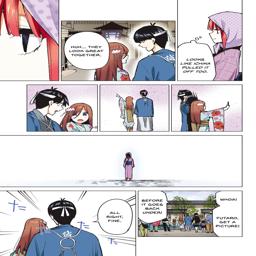 LOOKS
LIKE ICHIKA
PULLED IT
OFF TOO.
HUH... THEY
LOOK GREAT
TOGETHER.
WHOA!
FUTARO,
GET A
PICTURE!
BEFORE
IT GOES
BACK
UNDER!
ALL
RIGHT,
FINE.